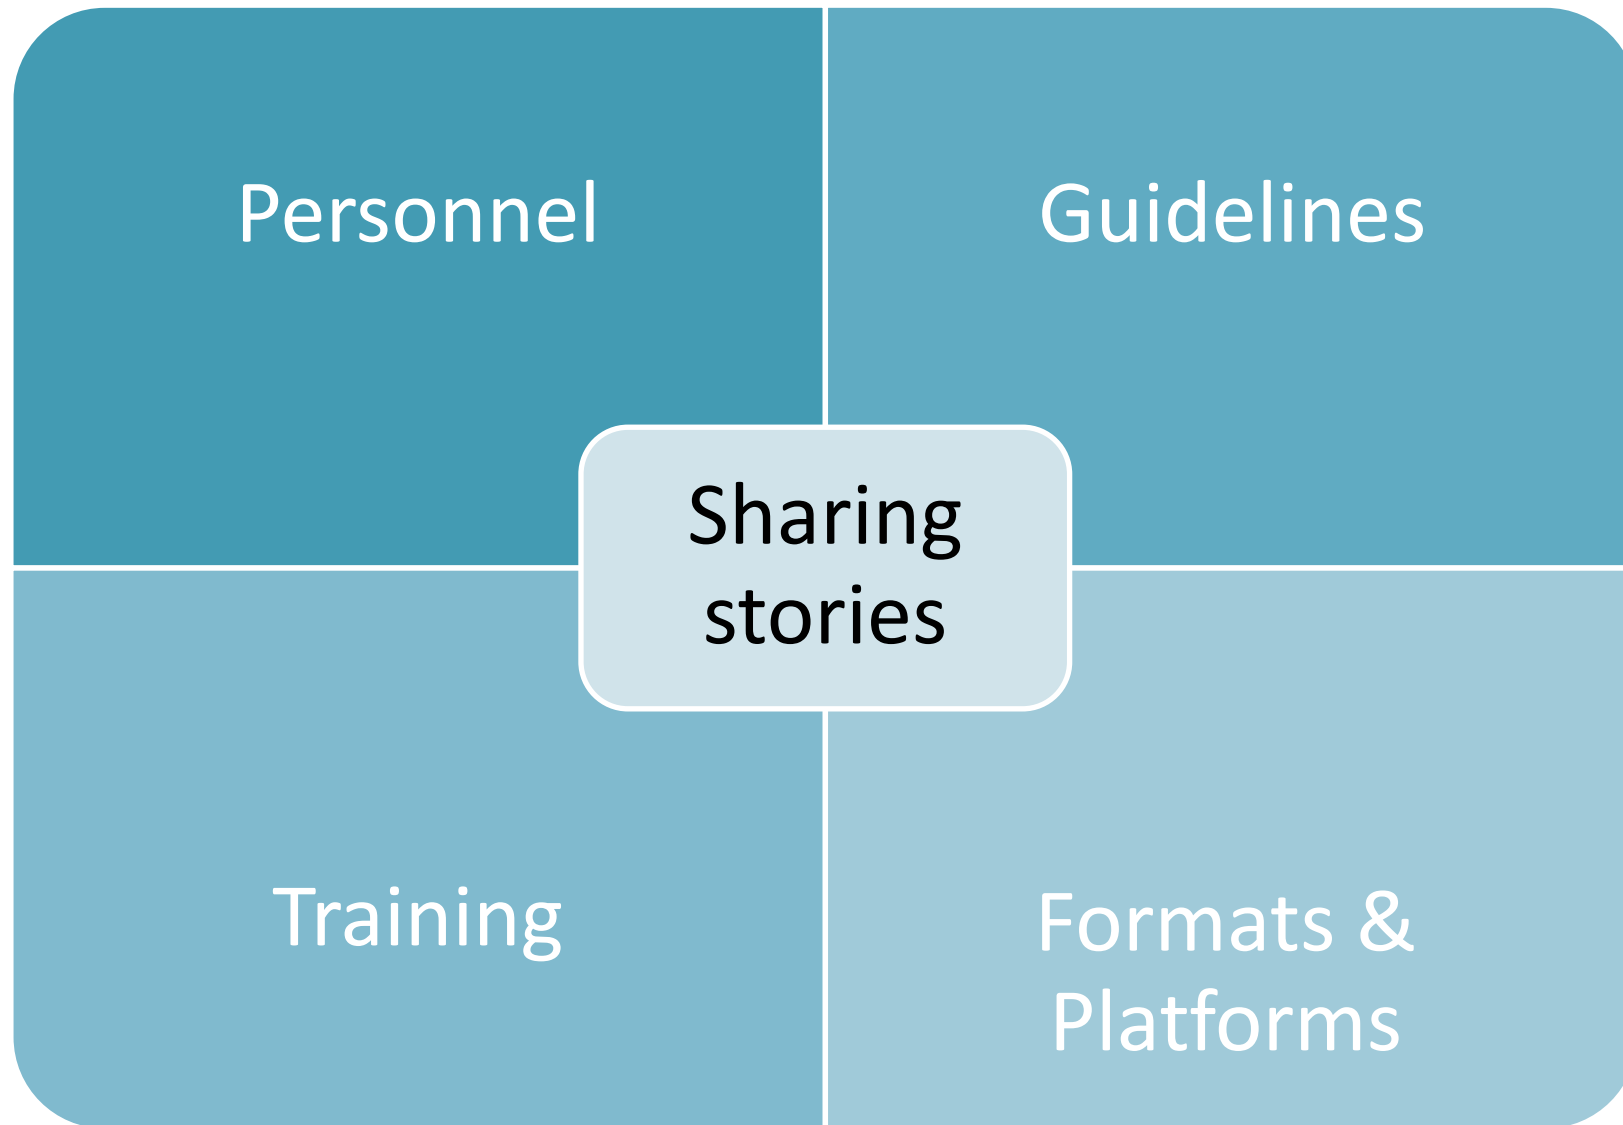 Personnel
Guidelines
Sharing
stories
Training
Formats &
Platforms